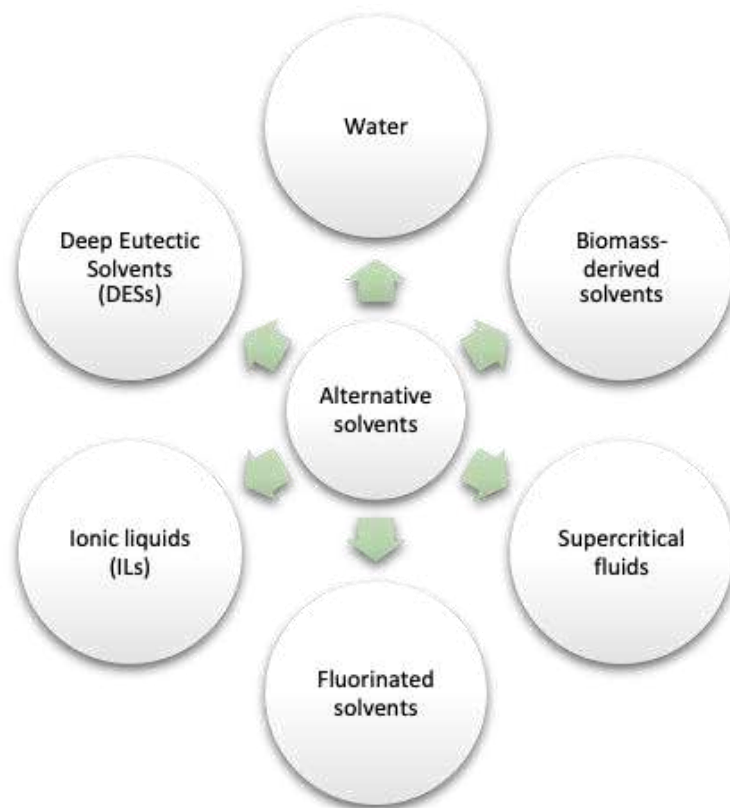 Water
Biomass-
derived
solvents
Supercritical
fluids
Fluorinated
solvents
Ionic liquids
(ILs)
Deep Eutectic
Solvents
(DESs)
Alternative
solvents